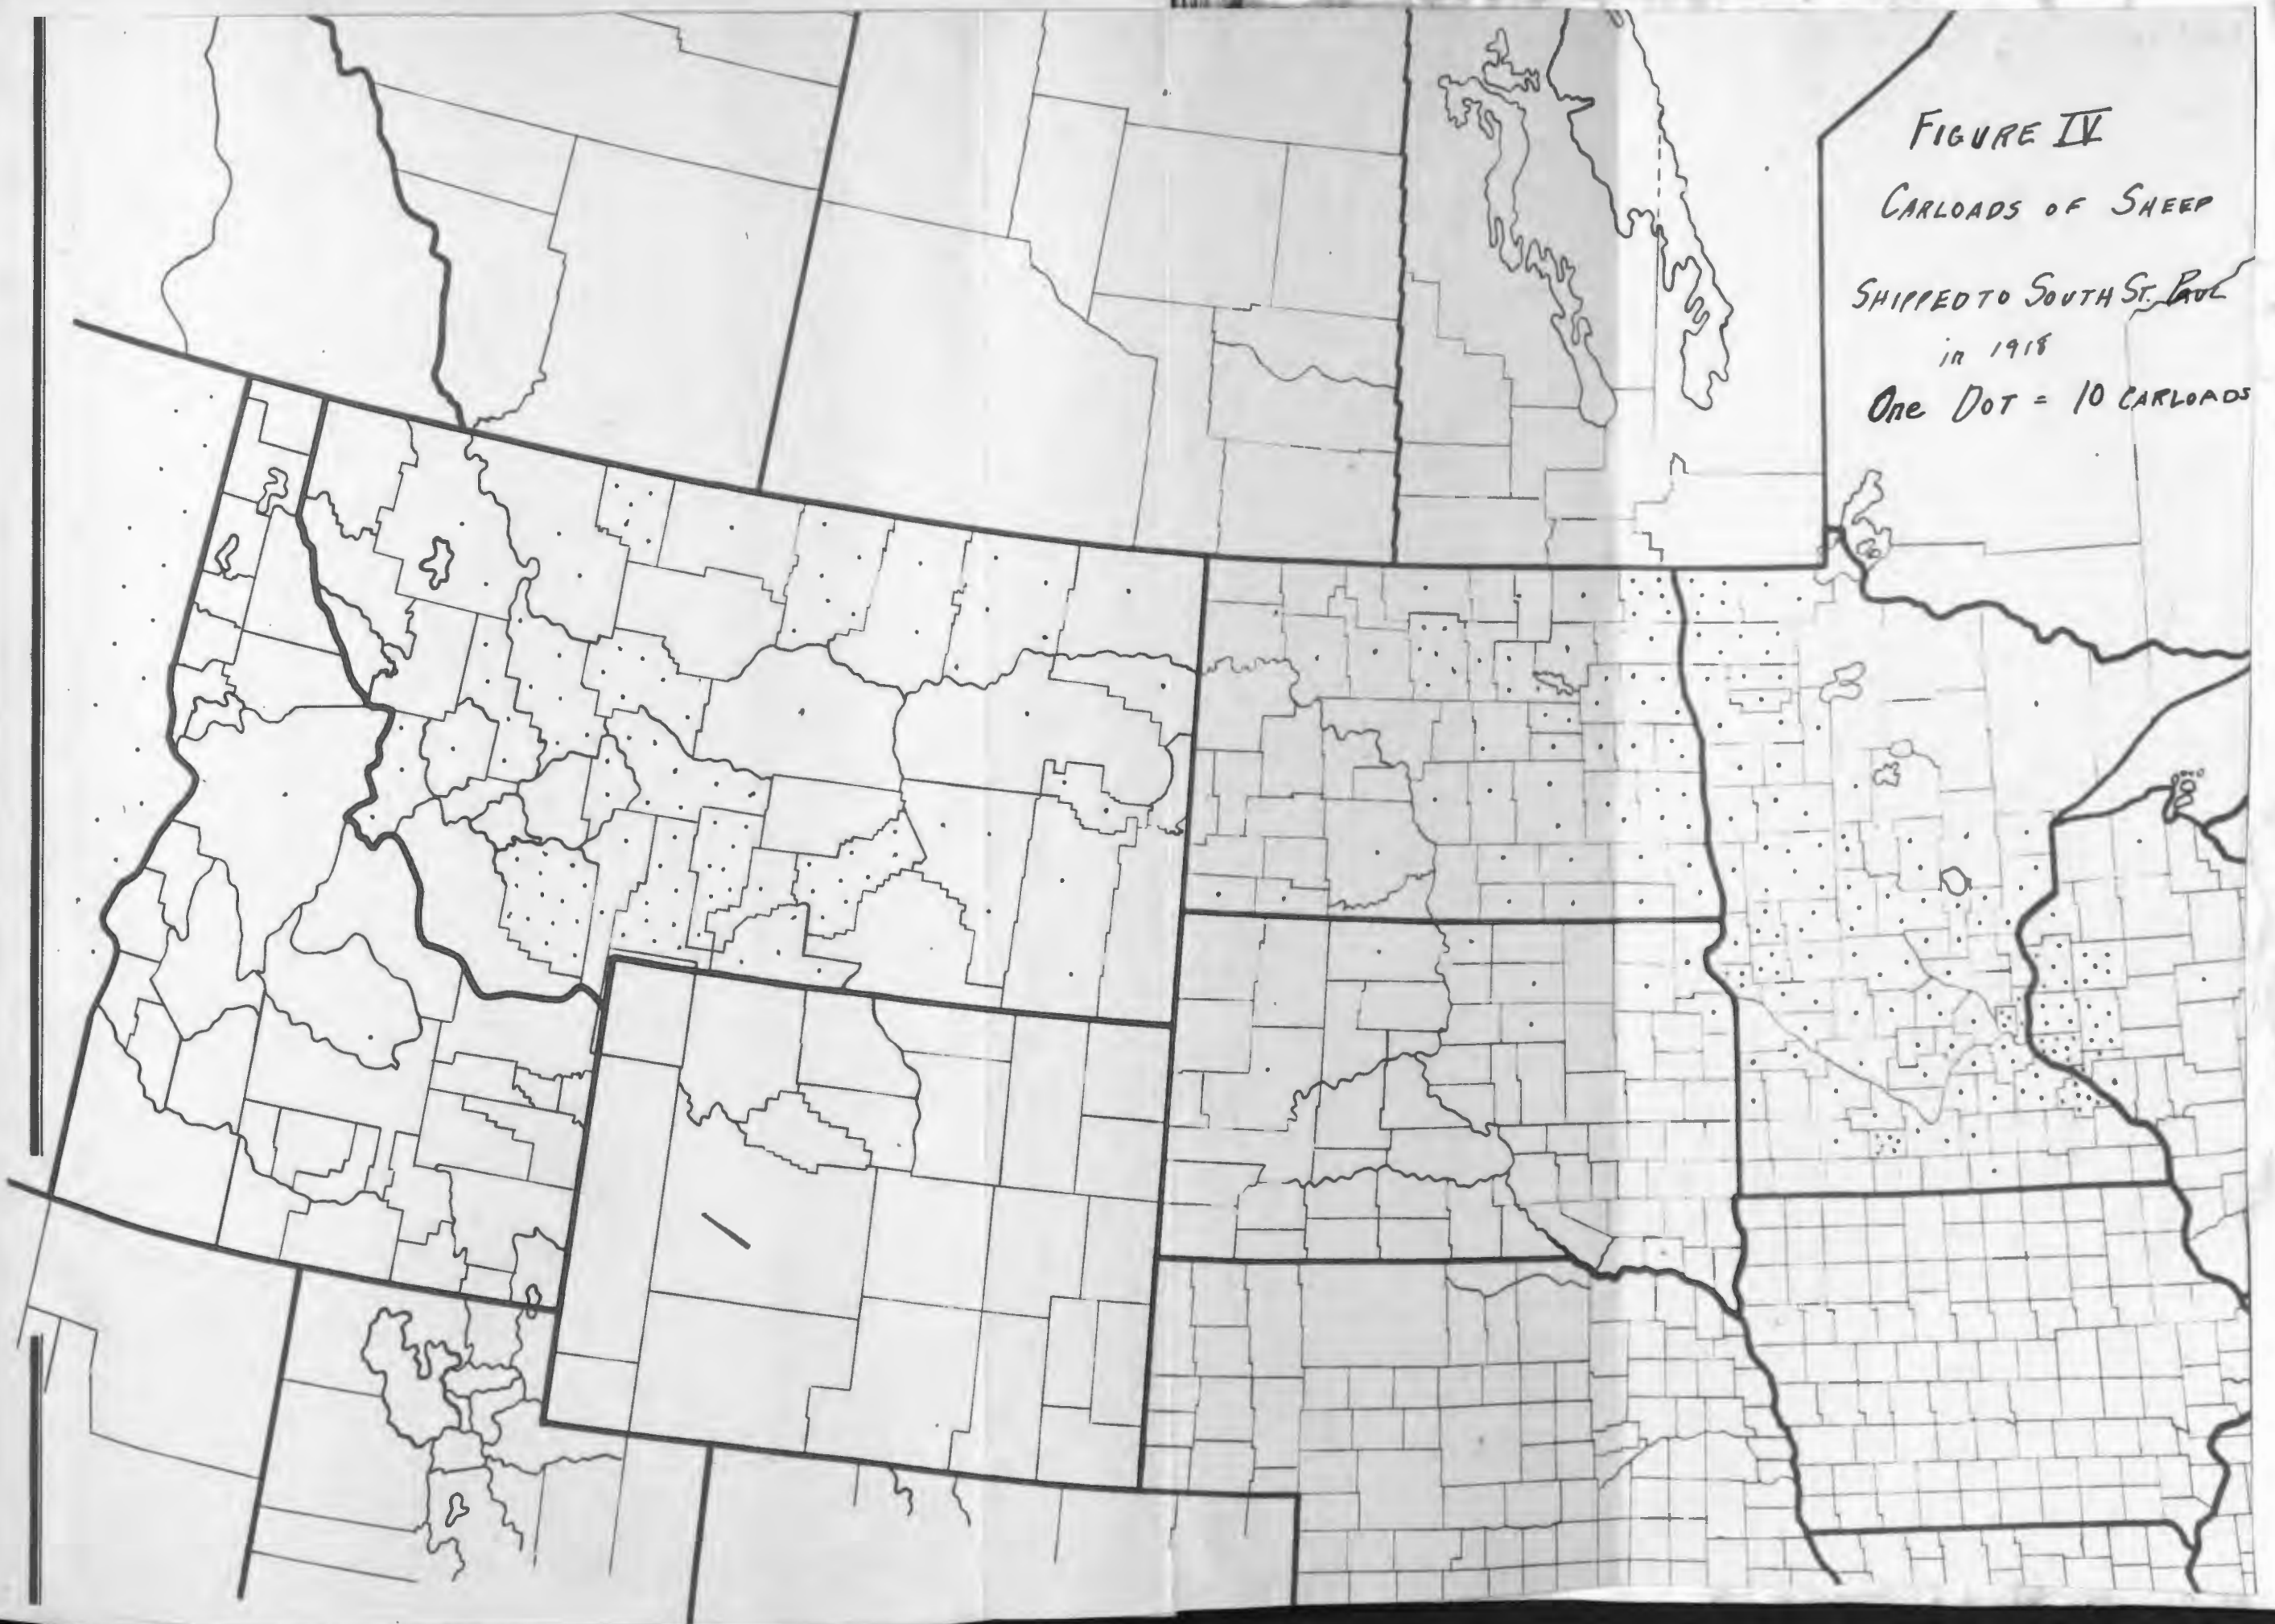 FIGURE IV
CARLOADS OF SHEEP
SHIPPED TO SOUTH ST. PAUL
in 1918
One DOT = 10 CARLOADS